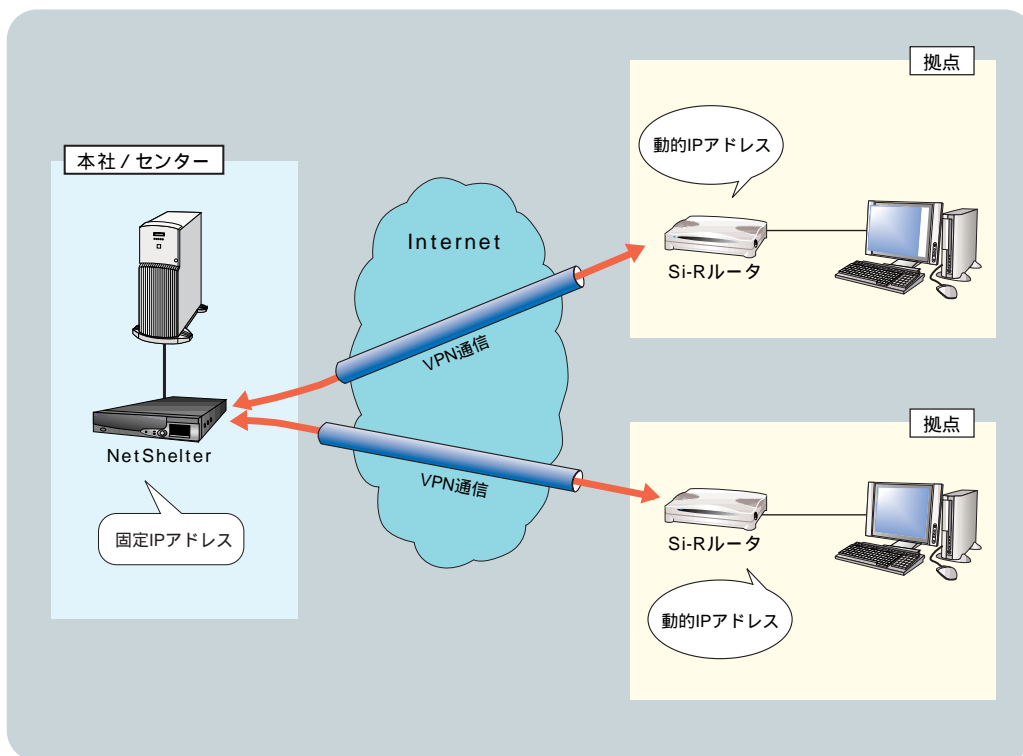 本社 / センター
NetShelter
固定IPアドレス
Internet
VPN通信
VPN通信
拠点
動的IPアドレス
Si-Rルータ
拠点
Si-Rルータ
動的IPアドレス